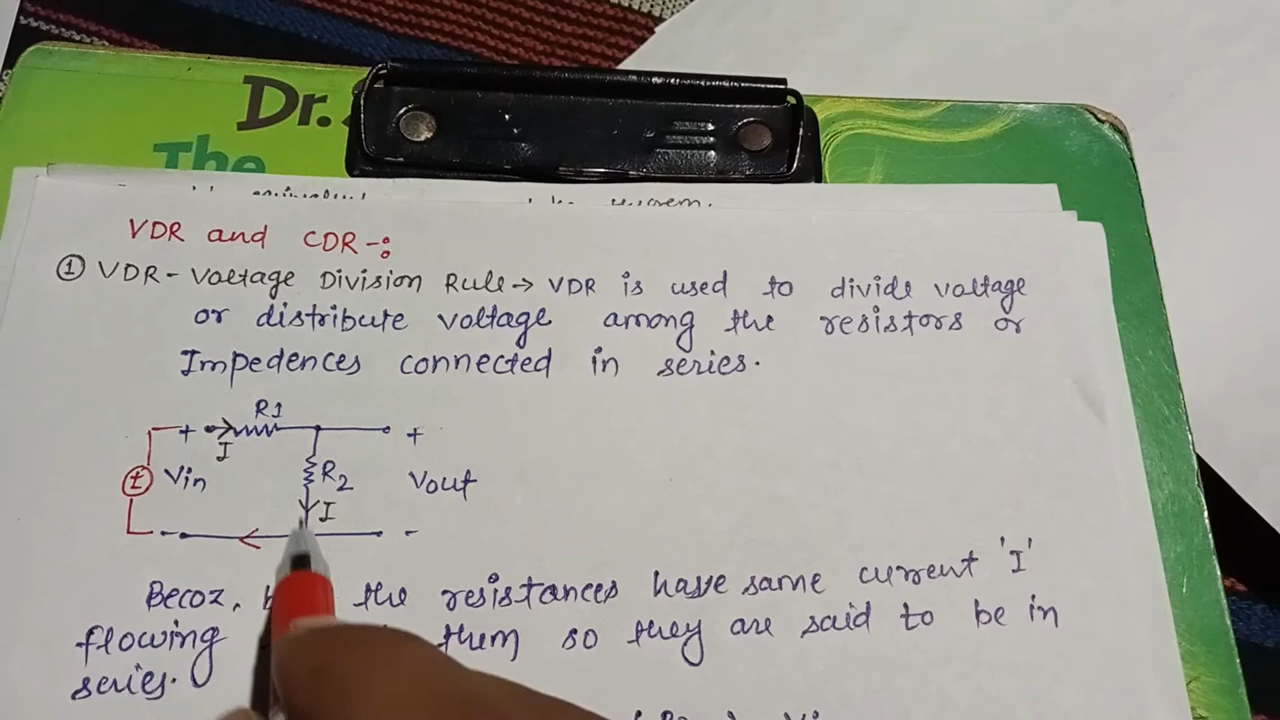 Dr.
The
VDR and CDR-:
① VDR - Voltage Division Rule → VDR is used to divide voltage
or distribute voltage among the resistors or
Impedences connected in series.
R1
+ I +
± Vin R2 Vout
I
- -
Becoz, the resistances have same current 'I'
flowing them so they are said to be in
series.